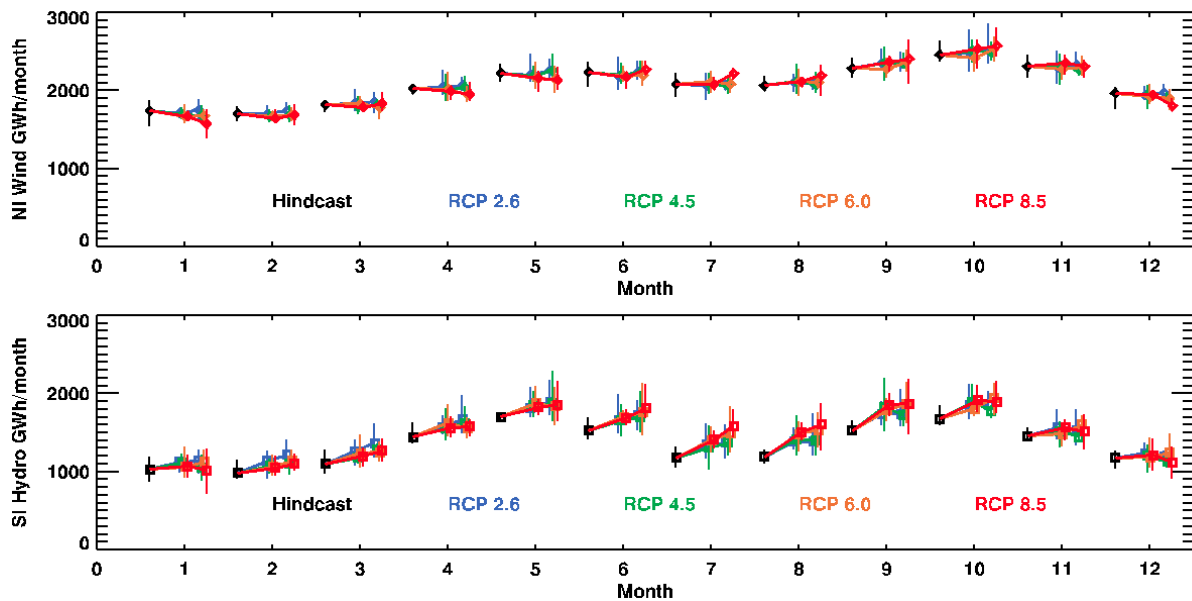 NI Wind GWh/month
3000
2000
1000
0
Hindcast RCP 2.6 RCP 4.5 RCP 6.0 RCP 8.5
0 1 2 3 4 5 6 7 8 9 10 11 12
Month
SI Hydro GWh/month
3000
2000
1000
0
Hindcast RCP 2.6 RCP 4.5 RCP 6.0 RCP 8.5
0 1 2 3 4 5 6 7 8 9 10 11 12
Month